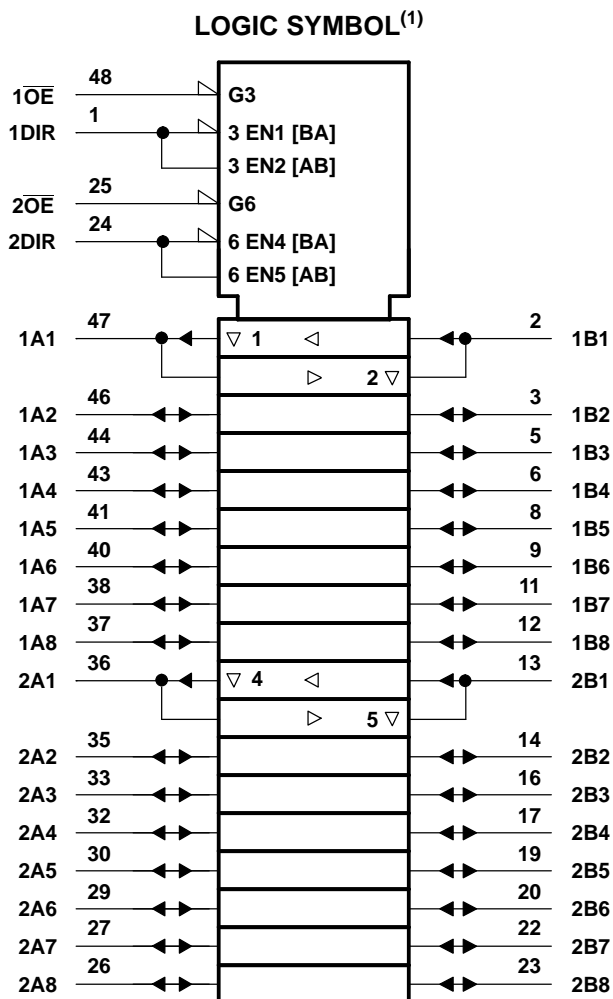 LOGIC SYMBOL(1)
1OE 48 G3
1DIR 1 3 EN1 [BA]
3 EN2 [AB]
2OE 25 G6
2DIR 24 6 EN4 [BA]
6 EN5 [AB]
1A1 47 ▽ 1 ◁ 2 1B1
▷ 2 ▽
1A2 46 3 1B2
1A3 44 5 1B3
1A4 43 6 1B4
1A5 41 8 1B5
1A6 40 9 1B6
1A7 38 11 1B7
1A8 37 12 1B8
2A1 36 ▽ 4 ◁ 13 2B1
▷ 5 ▽
2A2 35 14 2B2
2A3 33 16 2B3
2A4 32 17 2B4
2A5 30 19 2B5
2A6 29 20 2B6
2A7 27 22 2B7
2A8 26 23 2B8